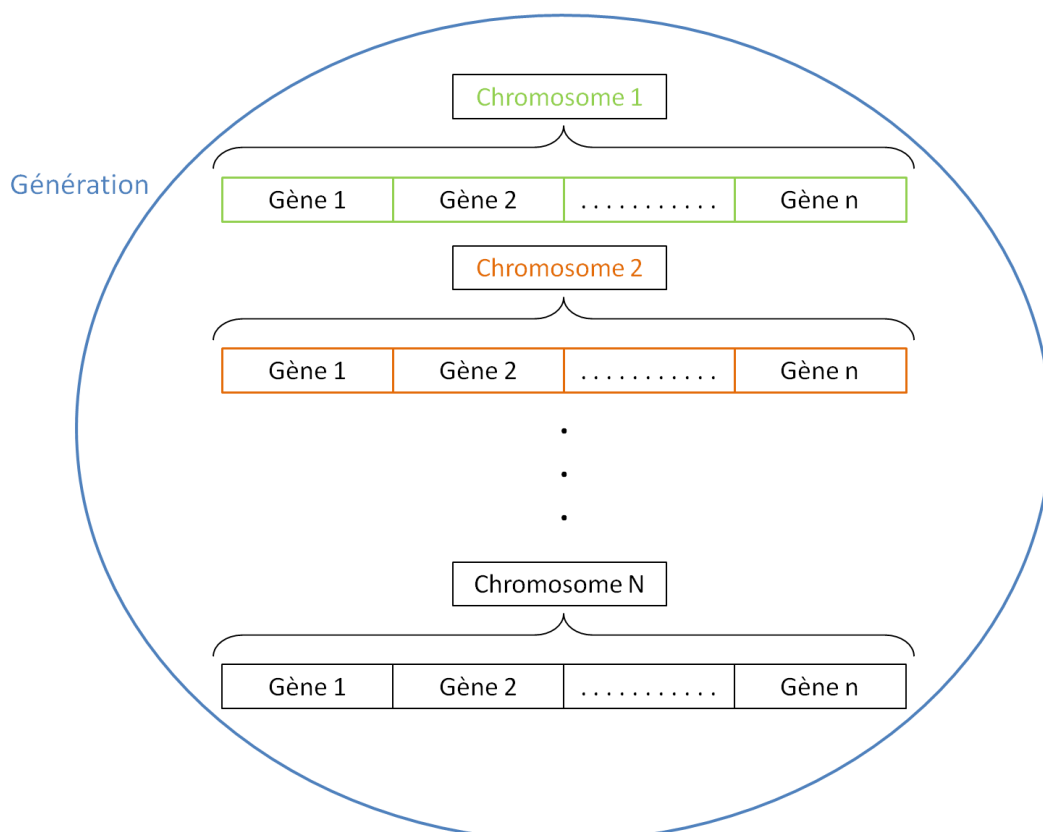 Chromosome 1
Génération
Gène 1 Gène 2 . . . . . . . . . . . Gène n
Chromosome 2
Gène 1 Gène 2 . . . . . . . . . . . Gène n
.
.
.
Chromosome N
Gène 1 Gène 2 . . . . . . . . . . . Gène n